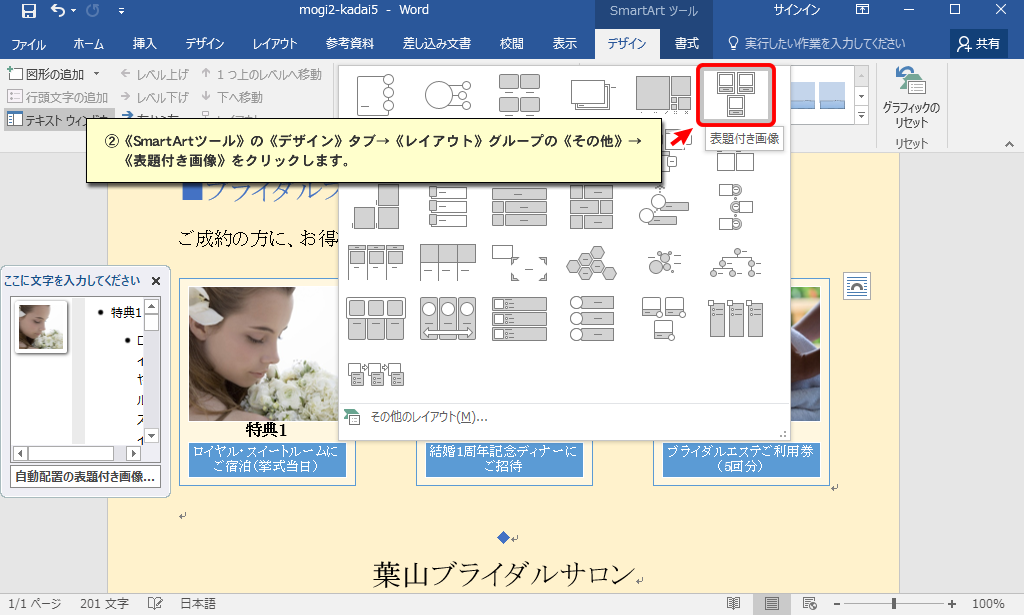 mogi2-kadai5 - Word
SmartArt ツール
サインイン
ファイル
ホーム
挿入
デザイン
レイアウト
参考資料
差し込み文書
校閲
表示
デザイン
書式
実行したい作業を入力してください
共有
図形の追加
レベル上げ
1 つ上のレベルへ移動
行頭文字の追加
レベル下げ
下へ移動
テキスト ウィンドウ
グラフィックの
リセット
リセット
表題付き画像
②《SmartArtツール》の《デザイン》タブ→《レイアウト》グループの《その他》→
《表題付き画像》をクリックします。
ご成約の方に、お得
ここに文字を入力してください
特典1
ロ
イ
ヤ
ル
ス
イ
自動配置の表題付き画像...
特典1
ロイヤル・スイートルームに
ご宿泊(挙式当日)
結婚1周年記念ディナーに
ご招待
ブライダルエステご利用券
(5回分)
その他のレイアウト(M)...
葉山ブライダルサロン
1/1 ページ
201 文字
日本語
100%